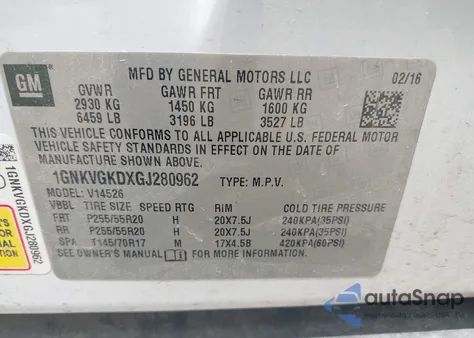 GM
MFD BY GENERAL MOTORS LLC
02/16
GVWR GAWR FRT GAWR RR
2930 KG 1450 KG 1600 KG
6459 LB 3196 LB 3527 LB
THIS VEHICLE CONFORMS TO ALL APPLICABLE U.S. FEDERAL MOTOR
VEHICLE SAFETY STANDARDS IN EFFECT ON THE DATE OF
MANUFACTURE SHOWN ABOVE.
1GNKVGKDXGJ280962 TYPE: M.P.V.
MODEL: V14526
VBBL TIRE SIZE SPEED RTG RIM COLD TIRE PRESSURE
FRT P255/55R20 H 20X7.5J 240KPA(35PSI)
RR P255/55R20 H 20X7.5J 240KPA(35PSI)
SPA T145/70R17 M 17X4.5B 420KPA(60PSI)
SEE OWNER'S MANUAL FOR MORE INFORMATION.
1GNKVGKDXGJ280962
autoSnap